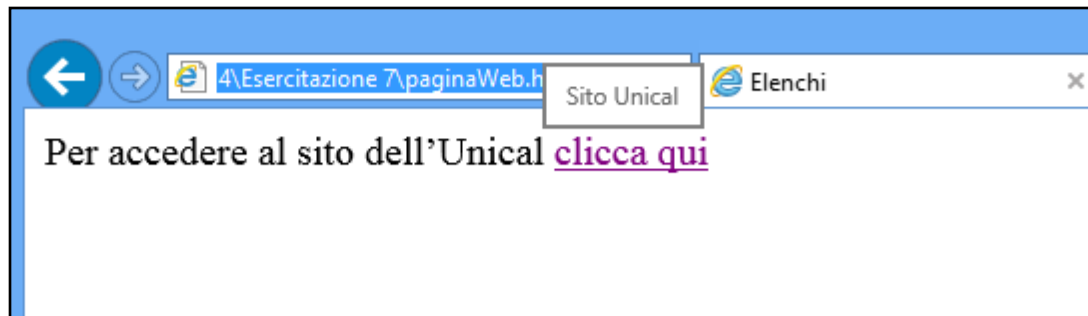 4\Esercitazione 7\paginaWeb.h
Sito Unical
Elenchi
Per accedere al sito dell’Unical clicca qui